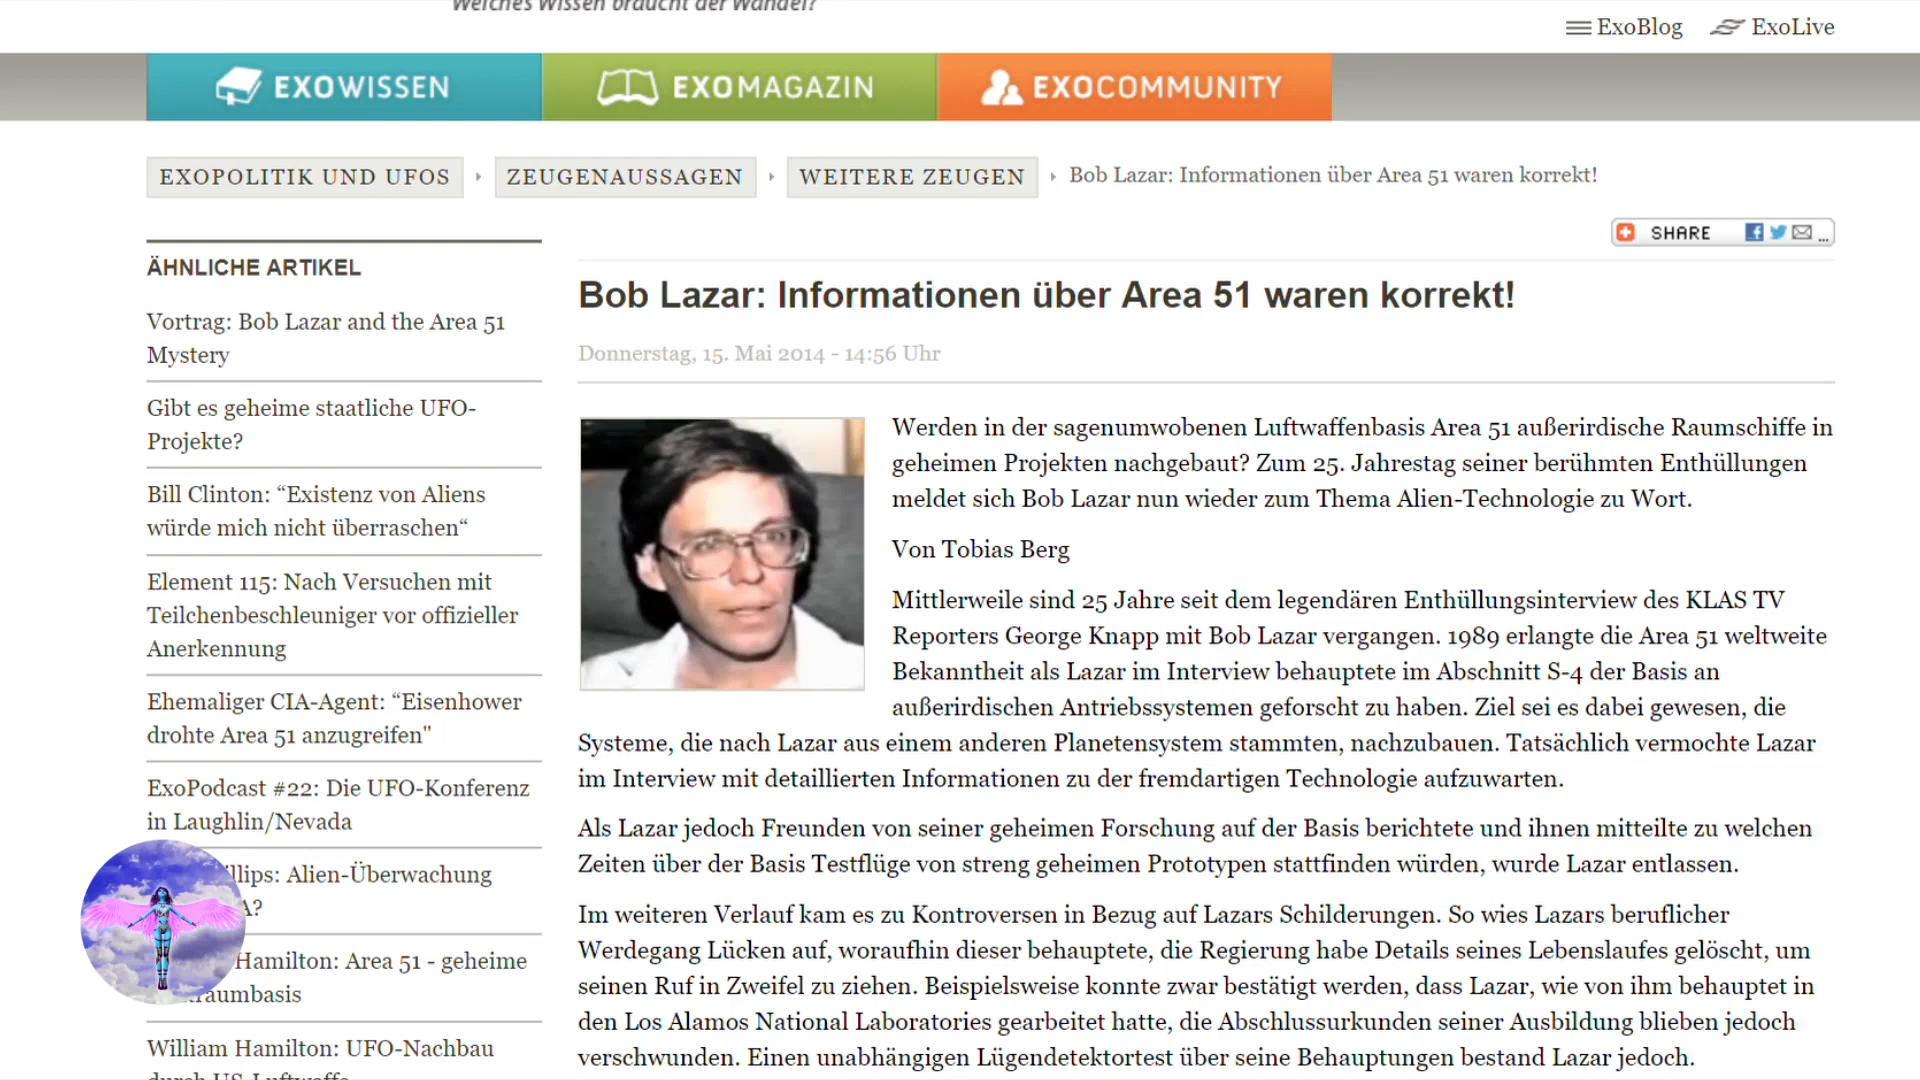 Welches Wissen braucht der Wandel?
ExoBlog ExoLive
EXOWISSEN EXOMAGAZIN EXOCOMMUNITY
EXOPOLITIK UND UFOS ZEUGENAUSSAGEN WEITERE ZEUGEN Bob Lazar: Informationen über Area 51 waren korrekt!
SHARE ...
ÄHNLICHE ARTIKEL
Vortrag: Bob Lazar and the Area 51
Mystery
Gibt es geheime staatliche UFO-
Projekte?
Bill Clinton: “Existenz von Aliens
würde mich nicht überraschen“
Element 115: Nach Versuchen mit
Teilchenbeschleuniger vor offizieller
Anerkennung
Ehemaliger CIA-Agent: “Eisenhower
drohte Area 51 anzugreifen"
ExoPodcast #22: Die UFO-Konferenz
in Laughlin/Nevada
Alien-Überwachung
Hamilton: Area 51 - geheime
William Hamilton: UFO-Nachbau
durch US-Luftwaffe
Bob Lazar: Informationen über Area 51 waren korrekt!
Donnerstag, 15. Mai 2014 - 14:56 Uhr
Werden in der sagenumwobenen Luftwaffenbasis Area 51 außerirdische Raumschiffe in
geheimen Projekten nachgebaut? Zum 25. Jahrestag seiner berühmten Enthüllungen
meldet sich Bob Lazar nun wieder zum Thema Alien-Technologie zu Wort.
Von Tobias Berg
Mittlerweile sind 25 Jahre seit dem legendären Enthüllungsinterview des KLAS TV
Reporters George Knapp mit Bob Lazar vergangen. 1989 erlangte die Area 51 weltweite
Bekanntheit als Lazar im Interview behauptete im Abschnitt S-4 der Basis an
außerirdischen Antriebssystemen geforscht zu haben. Ziel sei es dabei gewesen, die
Systeme, die nach Lazar aus einem anderen Planetensystem stammten, nachzubauen. Tatsächlich vermochte Lazar
im Interview mit detaillierten Informationen zu der fremdartigen Technologie aufzuwarten.
Als Lazar jedoch Freunden von seiner geheimen Forschung auf der Basis berichtete und ihnen mitteilte zu welchen
Zeiten über der Basis Testflüge von streng geheimen Prototypen stattfinden würden, wurde Lazar entlassen.
Im weiteren Verlauf kam es zu Kontroversen in Bezug auf Lazars Schilderungen. So wies Lazars beruflicher
Werdegang Lücken auf, woraufhin dieser behauptete, die Regierung habe Details seines Lebenslaufes gelöscht, um
seinen Ruf in Zweifel zu ziehen. Beispielsweise konnte zwar bestätigt werden, dass Lazar, wie von ihm behauptet in
den Los Alamos National Laboratories gearbeitet hatte, die Abschlussurkunden seiner Ausbildung blieben jedoch
verschwunden. Einen unabhängigen Lügendetektortest über seine Behauptungen bestand Lazar jedoch.